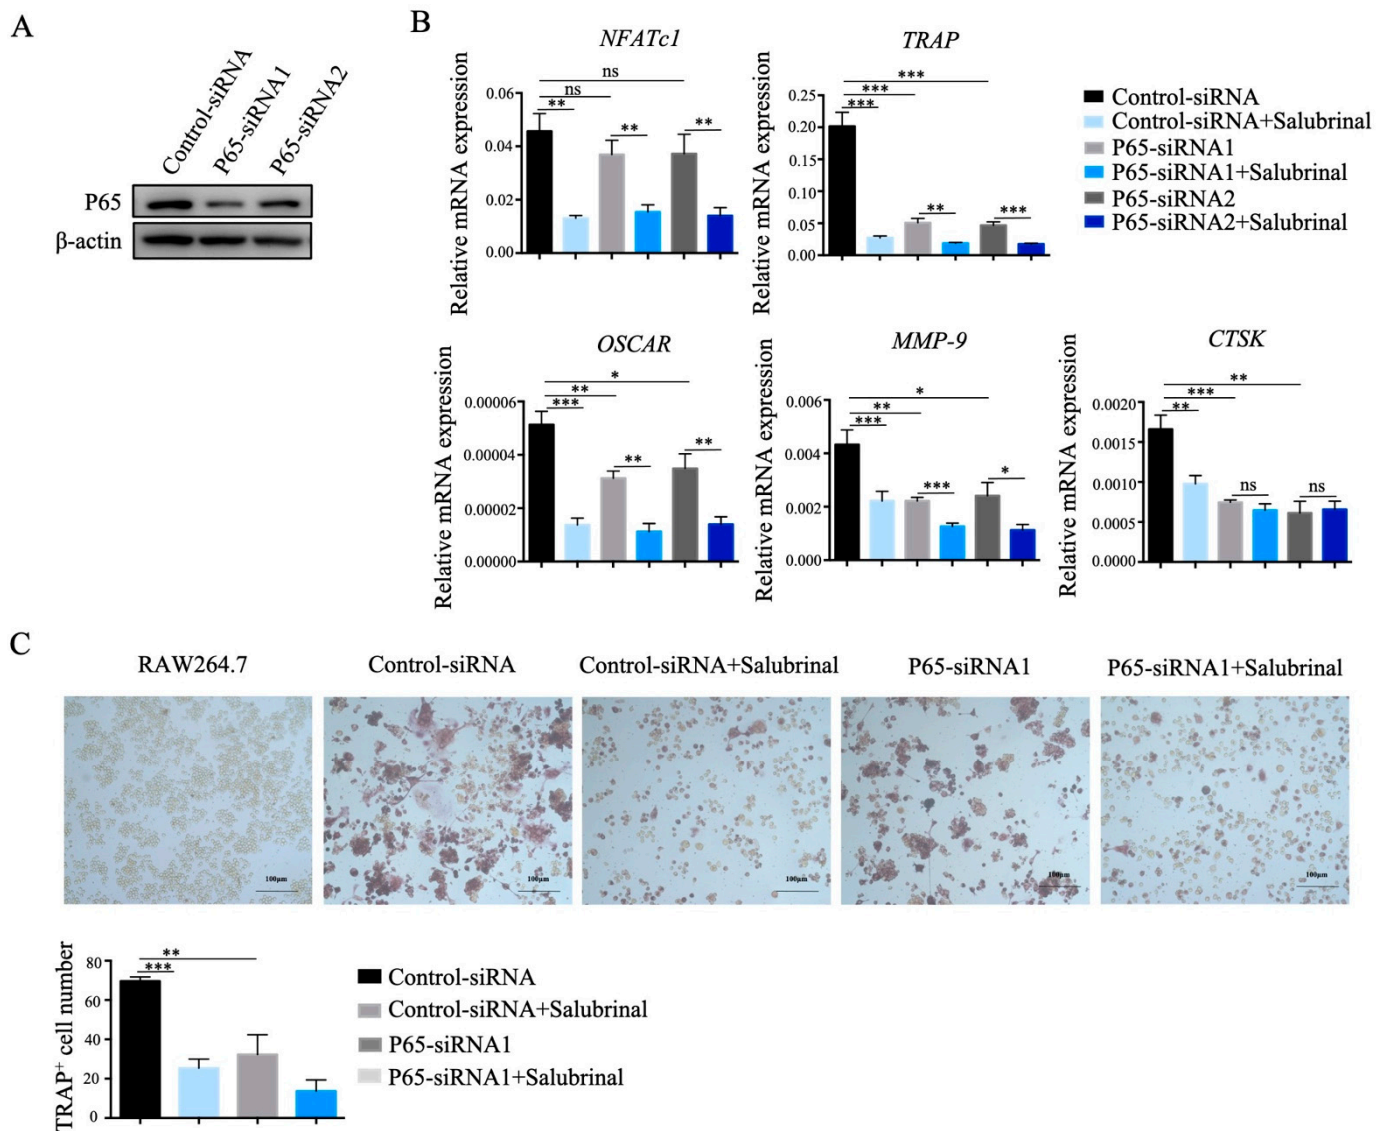 A
Control-siRNA
P65-siRNA1
P65-siRNA2
P65
β-actin
B
NFATc1
Relative mRNA expression
0.06
0.04
0.02
0.00
ns
ns
**
**
**
TRAP
Relative mRNA expression
0.25
0.20
0.15
0.10
0.05
0.00
***
***
***
**
***
Control-siRNA
Control-siRNA+Salubrinal
P65-siRNA1
P65-siRNA1+Salubrinal
P65-siRNA2
P65-siRNA2+Salubrinal
OSCAR
Relative mRNA expression
0.00006
0.00004
0.00002
0.00000
*
**
***
**
**
MMP-9
Relative mRNA expression
0.006
0.004
0.002
0.000
*
**
***
***
*
CTSK
Relative mRNA expression
0.0020
0.0015
0.0010
0.0005
0.0000
**
***
**
ns
ns
C
RAW264.7
Control-siRNA
Control-siRNA+Salubrinal
P65-siRNA1
P65-siRNA1+Salubrinal
100μm
100μm
100μm
100μm
100μm
TRAP+ cell number
80
60
40
20
0
**
***
Control-siRNA
Control-siRNA+Salubrinal
P65-siRNA1
P65-siRNA1+Salubrinal